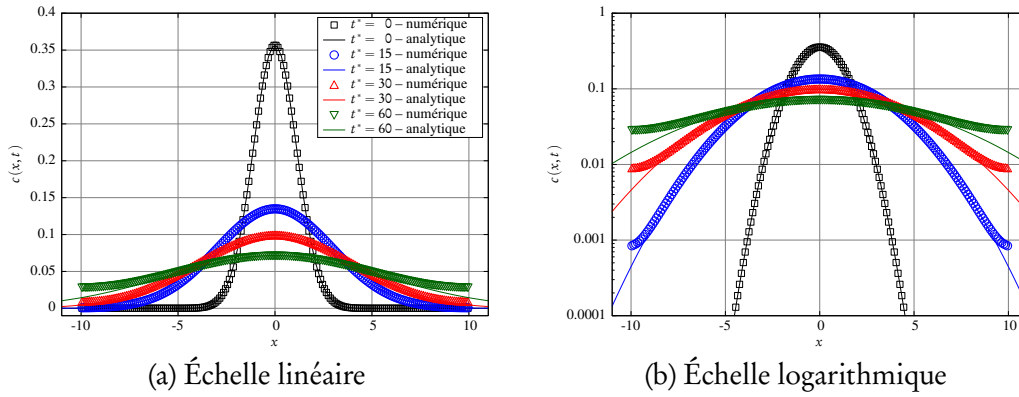 0.4
0.35
0.3
0.25
0.2
0.15
0.1
0.05
0
c(x,t)
-10
-5
0
5
10
x
t* = 0 – numérique
t* = 0 – analytique
t* = 15 – numérique
t* = 15 – analytique
t* = 30 – numérique
t* = 30 – analytique
t* = 60 – numérique
t* = 60 – analytique
(a) Échelle linéaire
1
0.1
0.01
0.001
0.0001
c(x,t)
-10
-5
0
5
10
x
(b) Échelle logarithmique